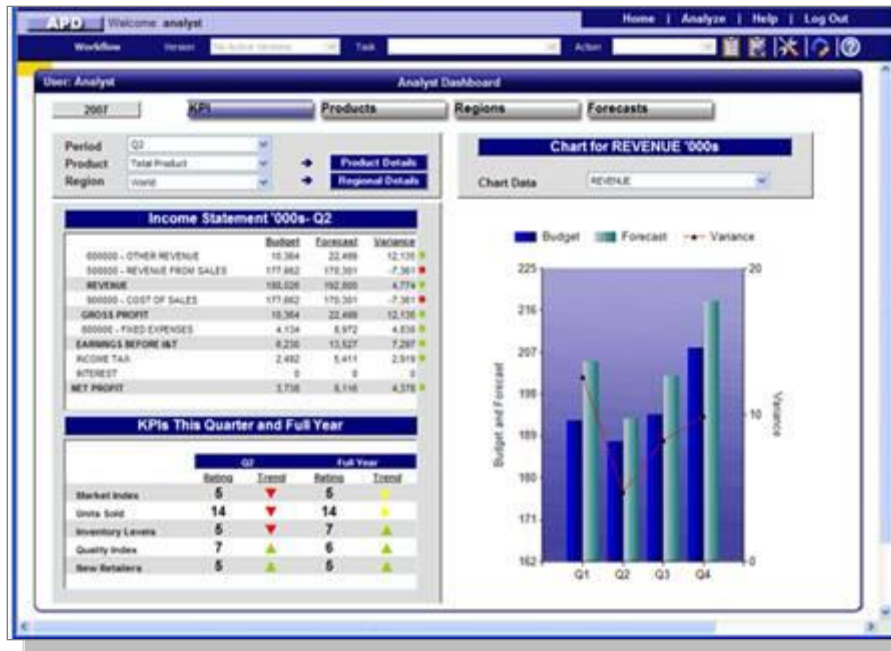 APD Welcome analyst Home | Analyze | Help | Log Out
Workflow Version No Active Versions Task Action
User: Analyst Analyst Dashboard
2007 KPI Products Regions Forecasts
Period Q2
Product Total Product Product Details
Region World Regional Details
Chart for REVENUE '000s
Chart Data REVENUE
Income Statement '000s- Q2
Budget Forecast Variance
600000 - OTHER REVENUE 10,364 22,499 12,135
500000 - REVENUE FROM SALES 177,662 170,301 -7,361
REVENUE 188,026 192,800 4,774
900000 - COST OF SALES 177,662 170,301 -7,361
GROSS PROFIT 10,364 22,499 12,135
800000 - FIXED EXPENSES 4,134 8,972 4,838
EARNINGS BEFORE I&T 6,230 13,527 7,297
INCOME TAX 2,492 5,411 2,919
INTEREST 0 0 0
NET PROFIT 3,738 8,116 4,378
KPIs This Quarter and Full Year
Q2 Full Year
Rating Trend Rating Trend
Market Index 5 5
Units Sold 14 14
Inventory Levels 5 7
Quality Index 7 6
New Retailers 5 5
Budget Forecast Variance
225 20
216
207
198
189 10
180
171
162 0
Budget and Forecast
Variance
Q1 Q2 Q3 Q4